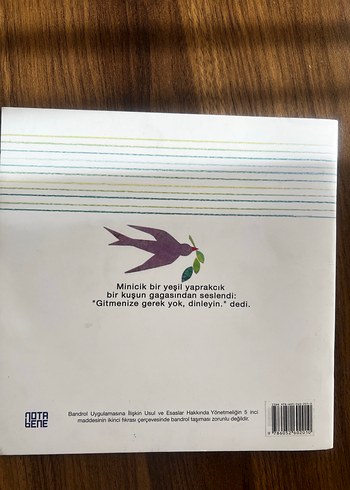 Minicik bir yeşil yaprakcık
bir kuşun gagasından seslendi:
"Gitmenize gerek yok, dinleyin." dedi.
NOTA
GENE
Bandrol Uygulamasına İlişkin Usul ve Esaslar Hakkında Yönetmeliğin 5 inci
maddesinin ikinci fıkrası çerçevesinde bandrol taşıması zorunlu değildir.